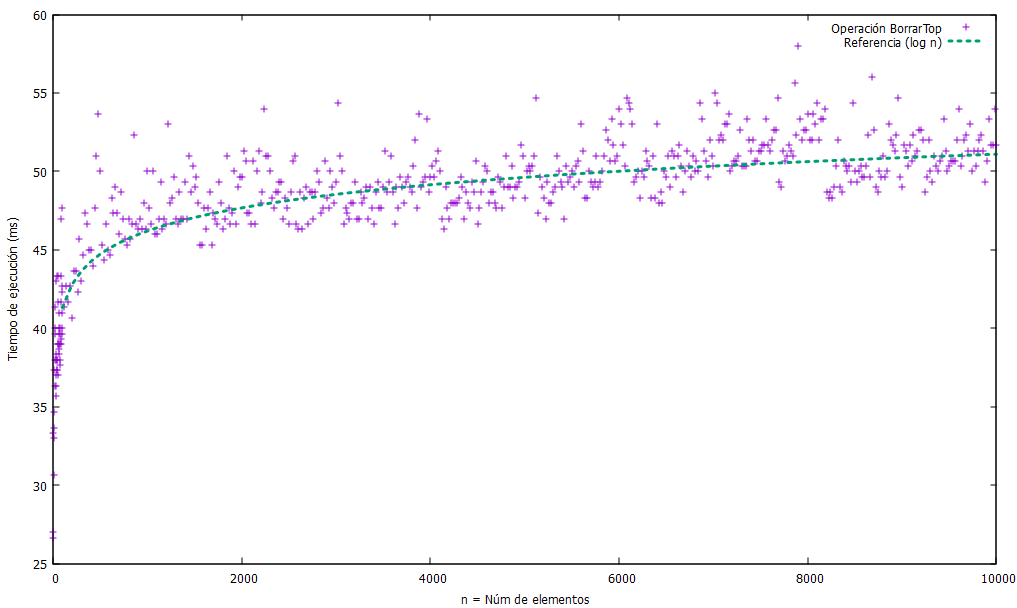 60
55
50
45
40
35
30
25
Tiempo de ejecución (ms)
Operación BorrarTop
Referencia (log n)
0 2000 4000 6000 8000 10000
n = Núm de elementos